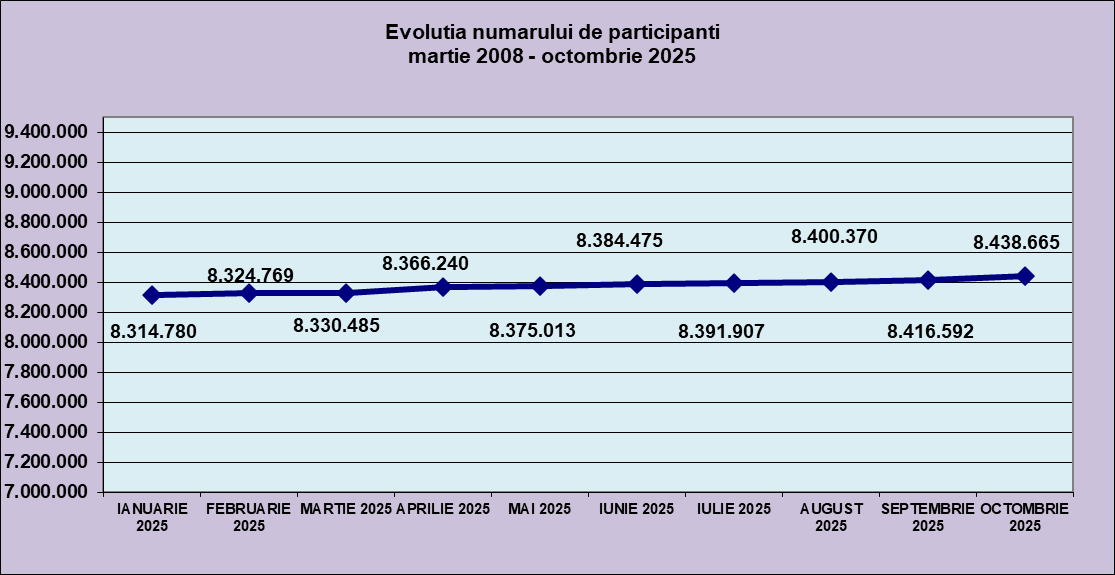 Evolutia numarului de participanti
martie 2008 - octombrie 2025
9.400.000
9.200.000
9.000.000
8.800.000
8.600.000
8.400.000
8.200.000
8.000.000
7.800.000
7.600.000
7.400.000
7.200.000
7.000.000
8.314.780
8.324.769
8.330.485
8.366.240
8.375.013
8.384.475
8.391.907
8.400.370
8.416.592
8.438.665
IANUARIE
2025
FEBRUARIE
2025
MARTIE 2025
APRILIE 2025
MAI 2025
IUNIE 2025
IULIE 2025
AUGUST
2025
SEPTEMBRIE
2025
OCTOMBRIE
2025